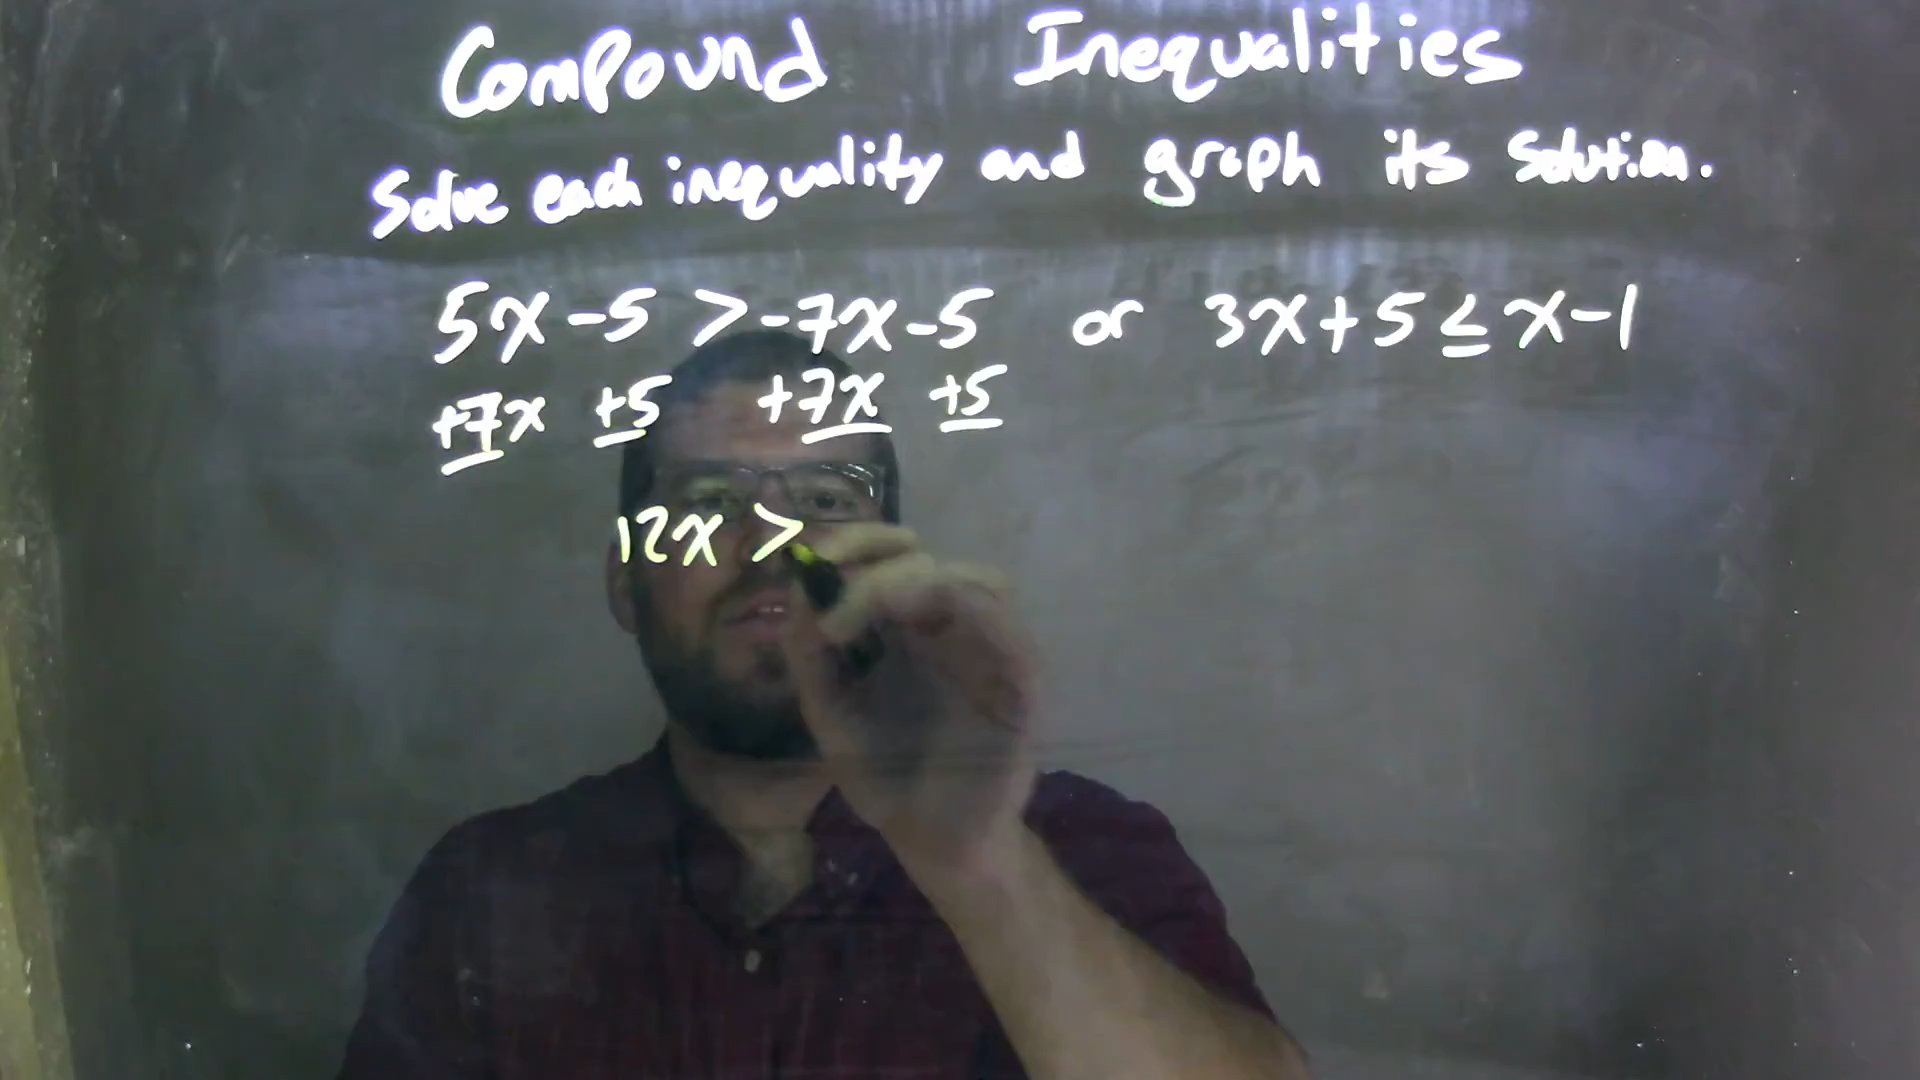 Compound Inequalities
Solve each inequality and graph its solution.
5x-5 > -7x-5 or 3x+5 ≤ x-1
+7x +5 +7x +5
12x >